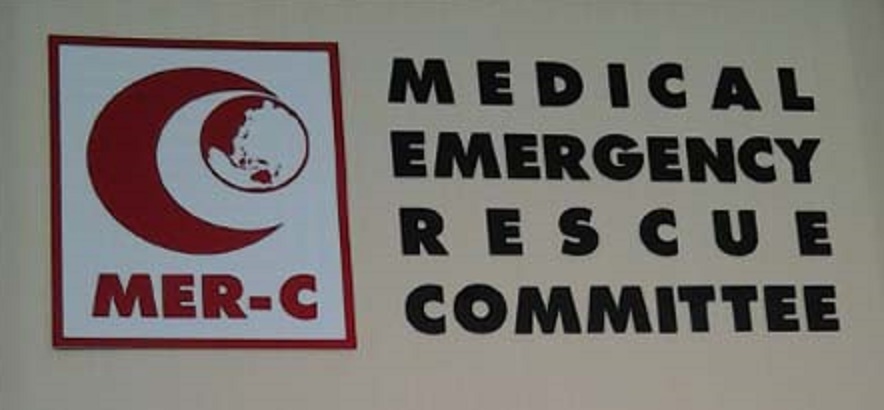 MER-C
MEDICAL
EMERGENCY
RESCUE
COMMITTEE